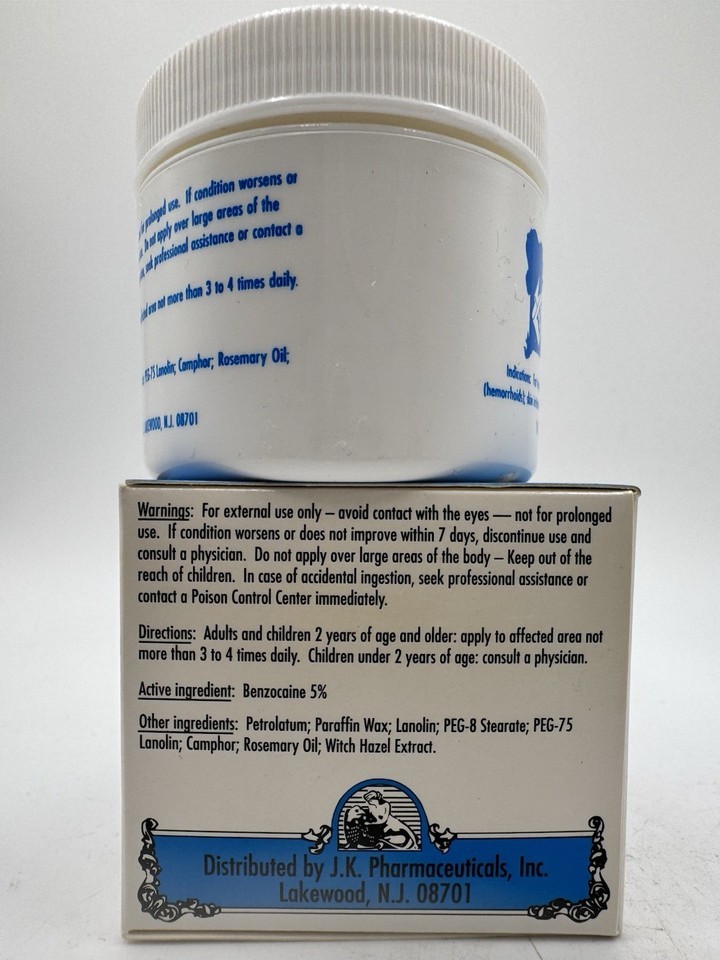 prolonged use. If condition worsens or
Do not apply over large areas of the
seek professional assistance or contact a
area not more than 3 to 4 times daily.
PEG-75 Lanolin; Camphor; Rosemary Oil;
LAKEWOOD, N.J. 08701
Indication: For
(hemorrhoids); skin
Warnings: For external use only – avoid contact with the eyes — not for prolonged
use. If condition worsens or does not improve within 7 days, discontinue use and
consult a physician. Do not apply over large areas of the body – Keep out of the
reach of children. In case of accidental ingestion, seek professional assistance or
contact a Poison Control Center immediately.
Directions: Adults and children 2 years of age and older: apply to affected area not
more than 3 to 4 times daily. Children under 2 years of age: consult a physician.
Active ingredient: Benzocaine 5%
Other ingredients: Petrolatum; Paraffin Wax; Lanolin; PEG-8 Stearate; PEG-75
Lanolin; Camphor; Rosemary Oil; Witch Hazel Extract.
Distributed by J.K. Pharmaceuticals, Inc.
Lakewood, N.J. 08701